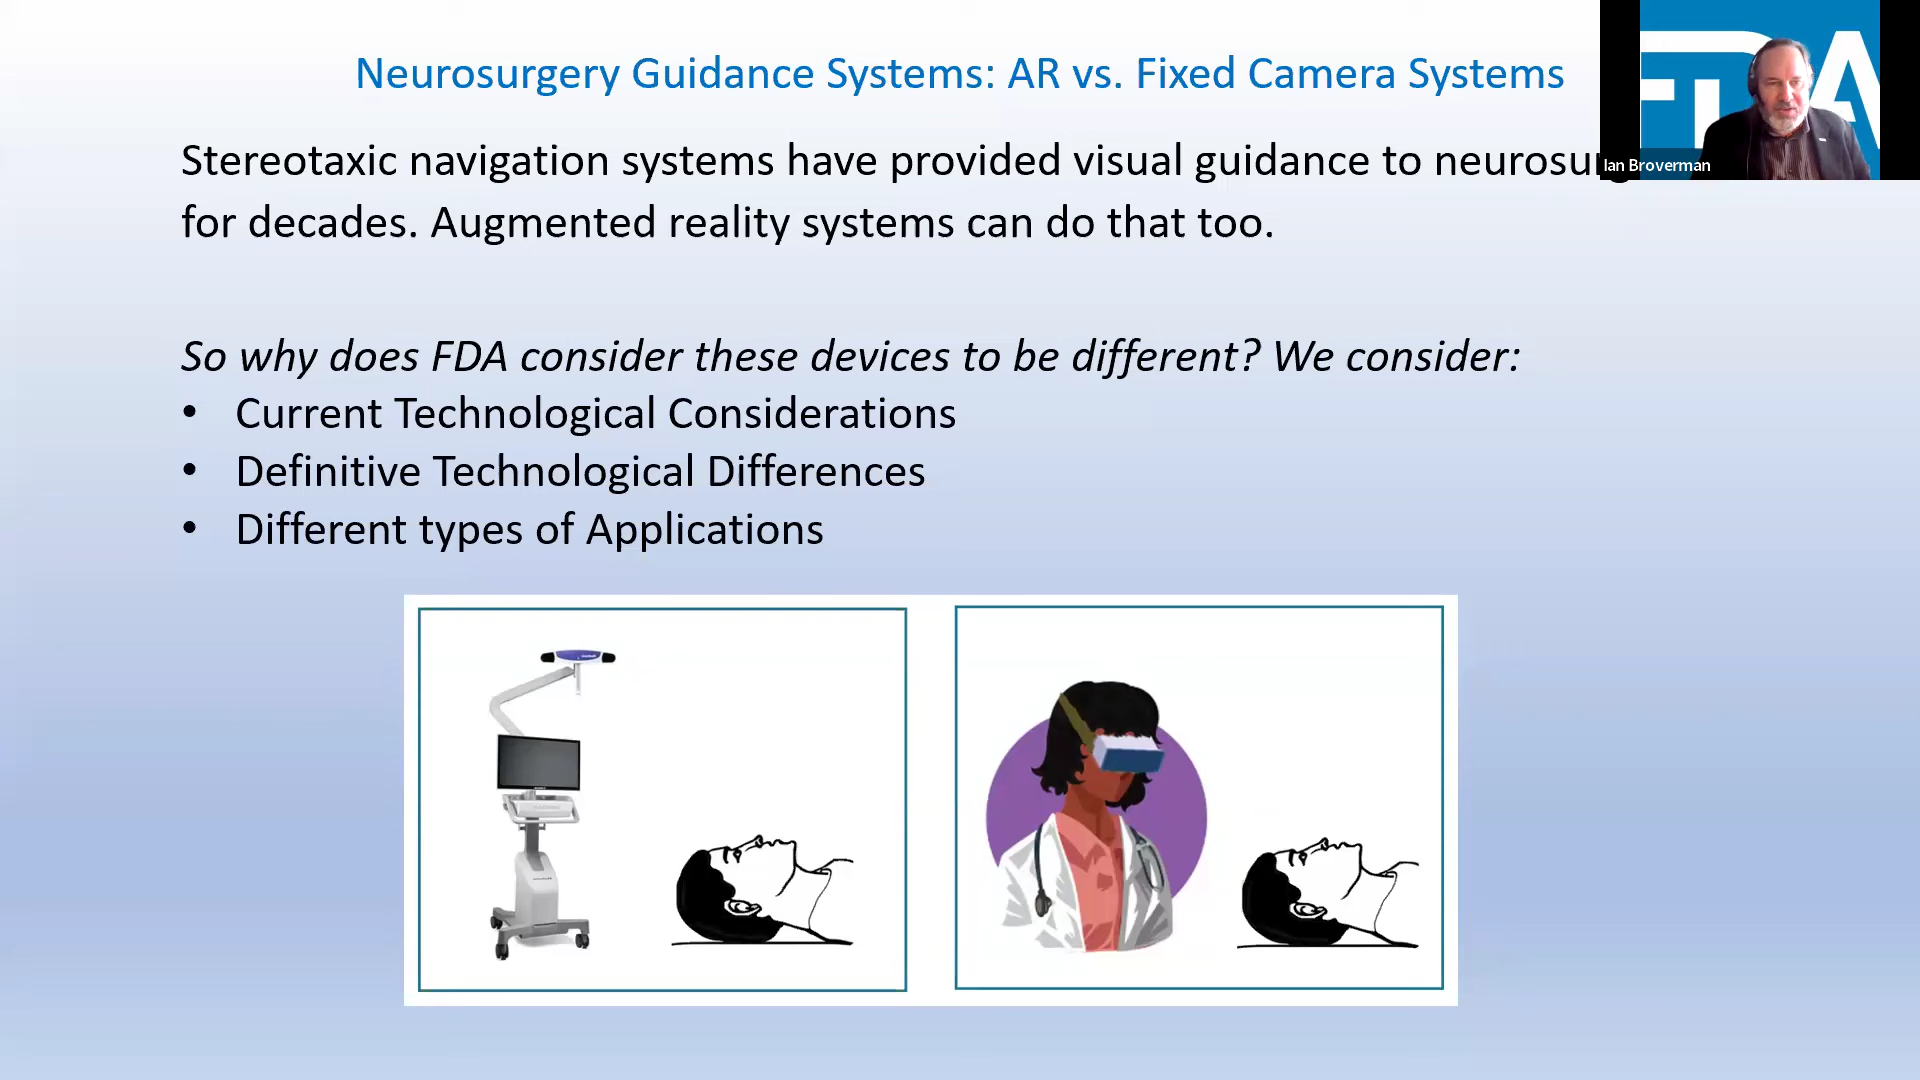 Neurosurgery Guidance Systems: AR vs. Fixed Camera Systems
Stereotaxic navigation systems have provided visual guidance to
for decades. Augmented reality systems can do that too.
So why does FDA consider these devices to be different? We consider:
• Current Technological Considerations
• Definitive Technological Differences
• Different types of Applications
FDA
Ian Broverman